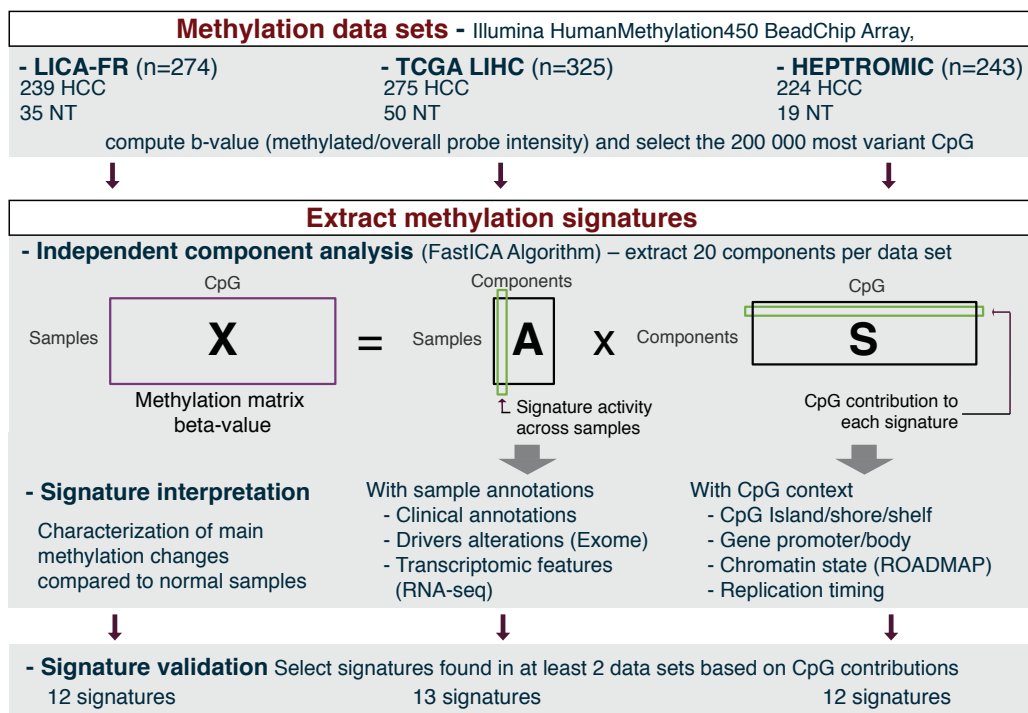 Methylation data sets - Illumina HumanMethylation450 BeadChip Array,
- LICA-FR (n=274)
239 HCC
35 NT
- TCGA LIHC (n=325)
275 HCC
50 NT
- HEPTROMIC (n=243)
224 HCC
19 NT
compute b-value (methylated/overall probe intensity) and select the 200 000 most variant CpG
Extract methylation signatures
- Independent component analysis (FastICA Algorithm) – extract 20 components per data set
CpG
Samples
X
Methylation matrix
beta-value
=
Components
Samples
A
Signature activity
across samples
x
CpG
Components
S
CpG contribution to
each signature
- Signature interpretation
Characterization of main
methylation changes
compared to normal samples
With sample annotations
- Clinical annotations
- Drivers alterations (Exome)
- Transcriptomic features
(RNA-seq)
With CpG context
- CpG Island/shore/shelf
- Gene promoter/body
- Chromatin state (ROADMAP)
- Replication timing
- Signature validation Select signatures found in at least 2 data sets based on CpG contributions
12 signatures
13 signatures
12 signatures